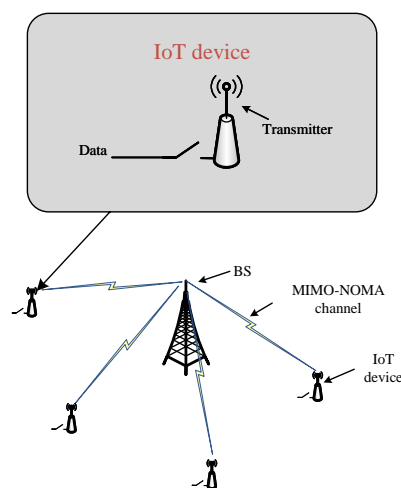 IoT device
Transmitter
Data
BS
MIMO-NOMA
channel
IoT
device